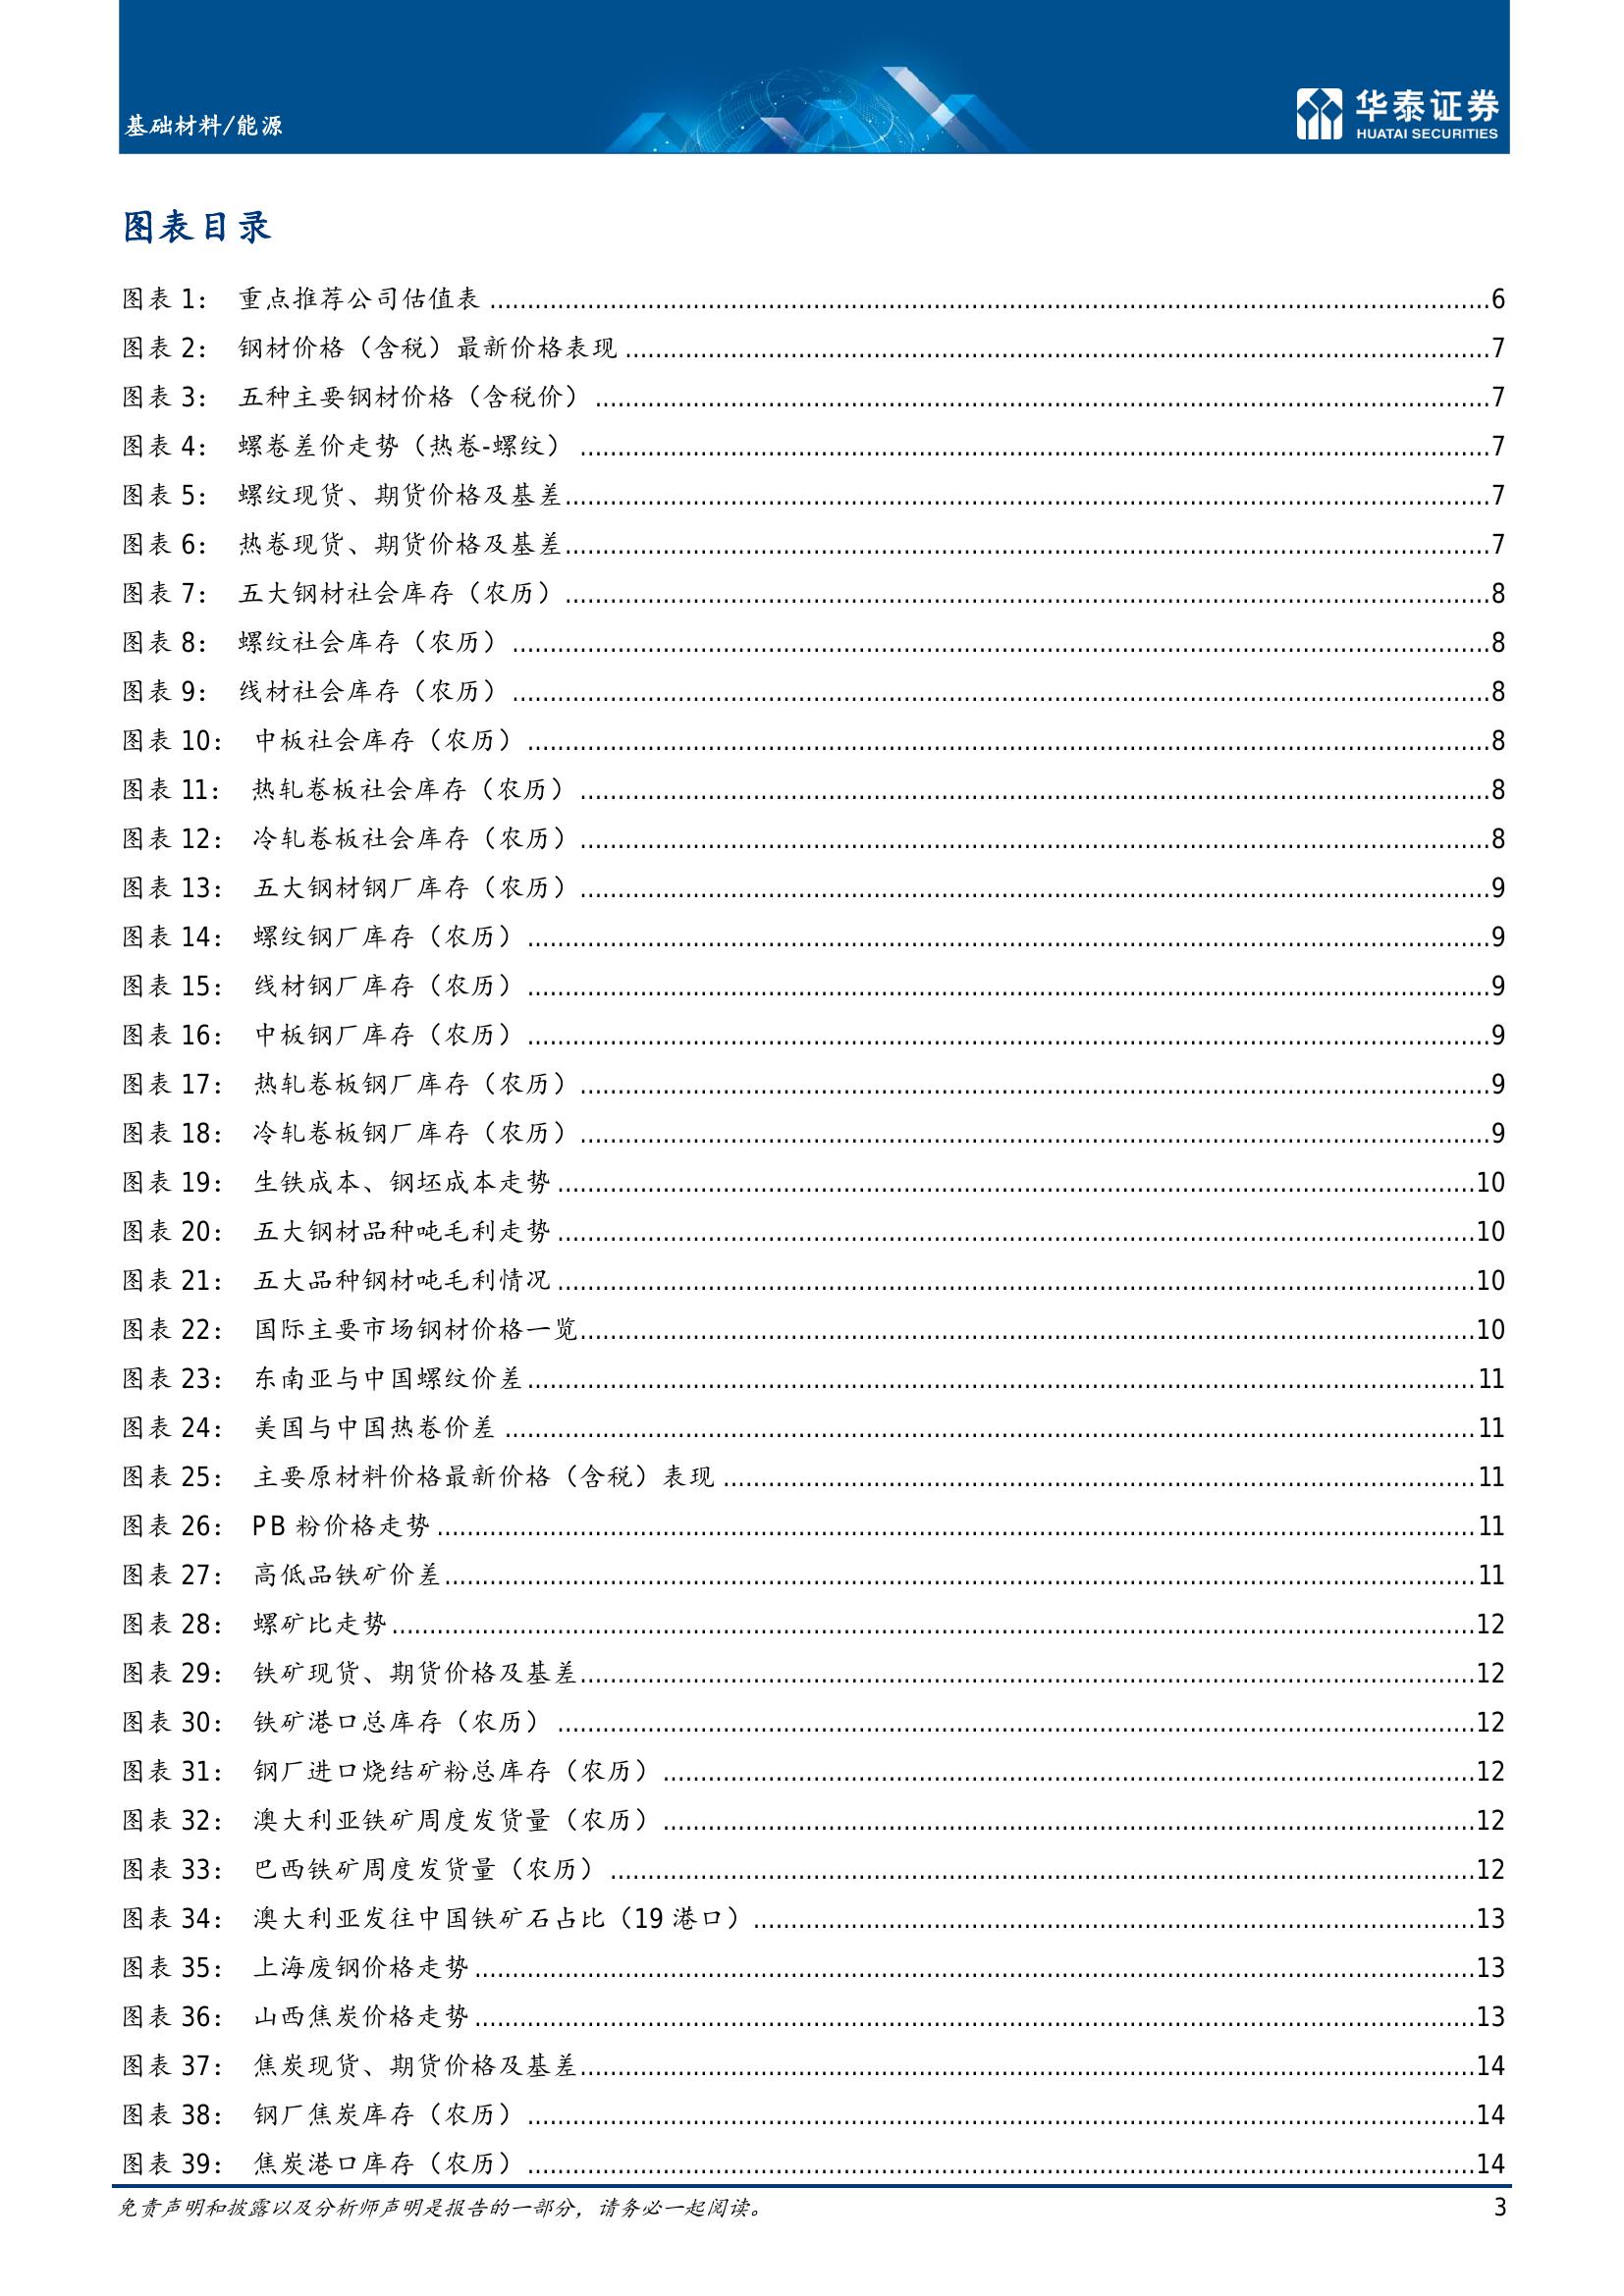 基础材料/能源
华泰证券
HUATAI SECURITIES
图表目录
图表 1： 重点推荐公司估值表 ........ 6
图表 2： 钢材价格（含税）最新价格表现 ........ 7
图表 3： 五种主要钢材价格（含税价） ........ 7
图表 4： 螺卷差价走势（热卷-螺纹） ........ 7
图表 5： 螺纹现货、期货价格及基差 ........ 7
图表 6： 热卷现货、期货价格及基差 ........ 7
图表 7： 五大钢材社会库存（农历） ........ 8
图表 8： 螺纹社会库存（农历） ........ 8
图表 9： 线材社会库存（农历） ........ 8
图表 10： 中板社会库存（农历） ........ 8
图表 11： 热轧卷板社会库存（农历） ........ 8
图表 12： 冷轧卷板社会库存（农历） ........ 8
图表 13： 五大钢材钢厂库存（农历） ........ 9
图表 14： 螺纹钢厂库存（农历） ........ 9
图表 15： 线材钢厂库存（农历） ........ 9
图表 16： 中板钢厂库存（农历） ........ 9
图表 17： 热轧卷板钢厂库存（农历） ........ 9
图表 18： 冷轧卷板钢厂库存（农历） ........ 9
图表 19： 生铁成本、钢坯成本走势 ........ 10
图表 20： 五大钢材品种吨毛利走势 ........ 10
图表 21： 五大品种钢材吨毛利情况 ........ 10
图表 22： 国际主要市场钢材价格一览 ........ 10
图表 23： 东南亚与中国螺纹价差 ........ 11
图表 24： 美国与中国热卷价差 ........ 11
图表 25： 主要原材料价格最新价格（含税）表现 ........ 11
图表 26： PB 粉价格走势 ........ 11
图表 27： 高低品铁矿价差 ........ 11
图表 28： 螺矿比走势 ........ 12
图表 29： 铁矿现货、期货价格及基差 ........ 12
图表 30： 铁矿港口总库存（农历） ........ 12
图表 31： 钢厂进口烧结矿粉总库存（农历） ........ 12
图表 32： 澳大利亚铁矿周度发货量（农历） ........ 12
图表 33： 巴西铁矿周度发货量（农历） ........ 12
图表 34： 澳大利亚发往中国铁矿石占比（19 港口） ........ 13
图表 35： 上海废钢价格走势 ........ 13
图表 36： 山西焦炭价格走势 ........ 13
图表 37： 焦炭现货、期货价格及基差 ........ 14
图表 38： 钢厂焦炭库存（农历） ........ 14
图表 39： 焦炭港口库存（农历） ........ 14
免责声明和披露以及分析师声明是报告的一部分，请务必一起阅读。 3